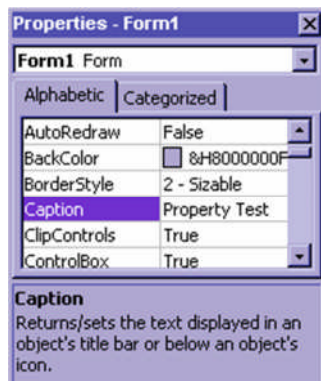 Properties - Form1
Form1 Form
Alphabetic Categorized
AutoRedraw False
BackColor &H8000000F
BorderStyle 2 - Sizable
Caption Property Test
ClipControls True
ControlBox True
Caption
Returns/sets the text displayed in an
object's title bar or below an object's
icon.